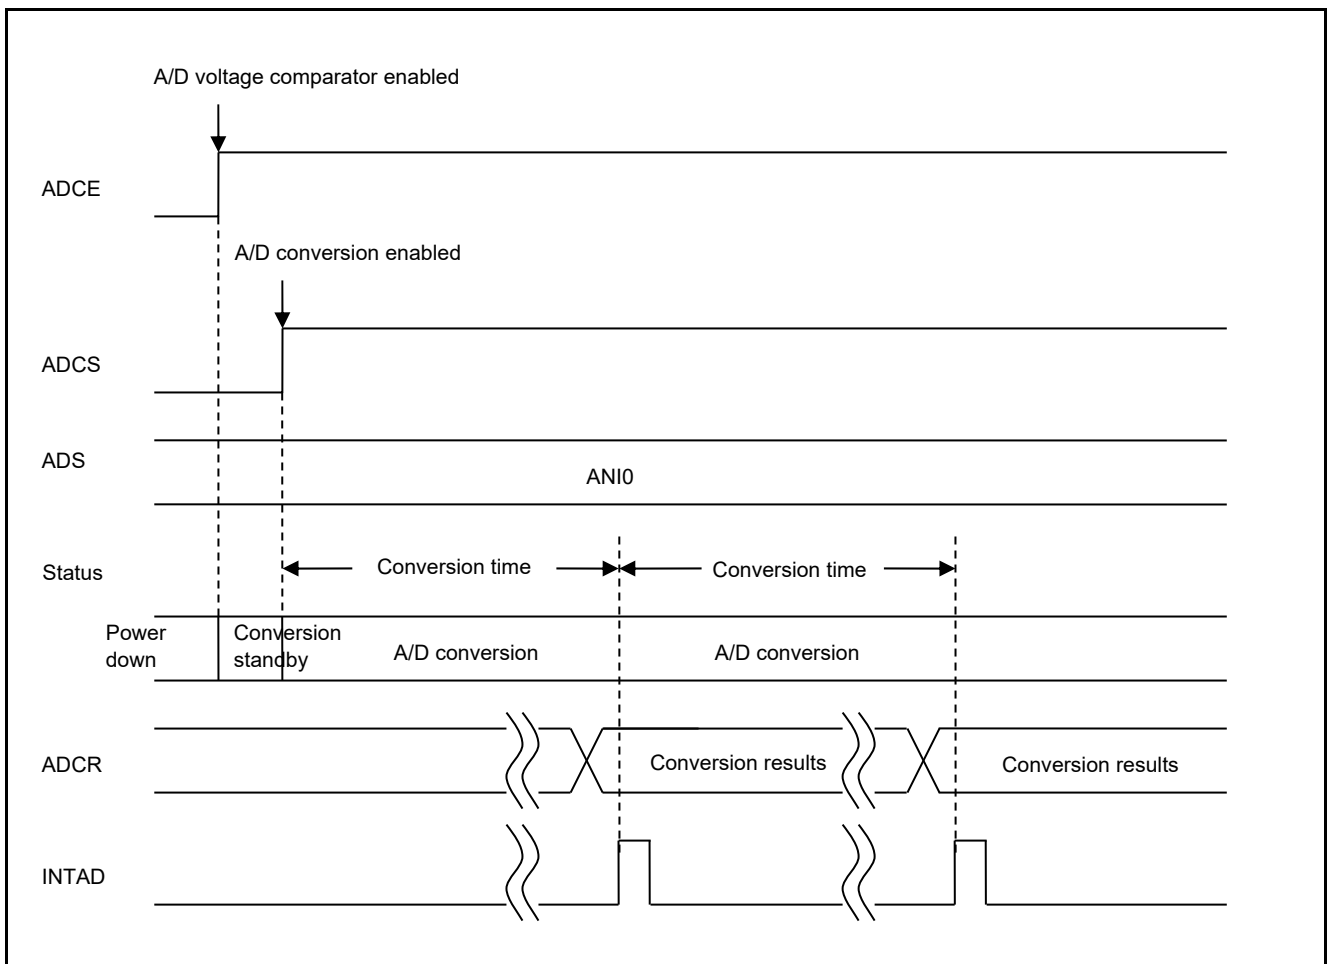 A/D voltage comparator enabled
ADCE
A/D conversion enabled
ADCS
ADS
ANI0
Status
Conversion time
Conversion time
Power
down
Conversion
standby
A/D conversion
A/D conversion
ADCR
Conversion results
Conversion results
INTAD